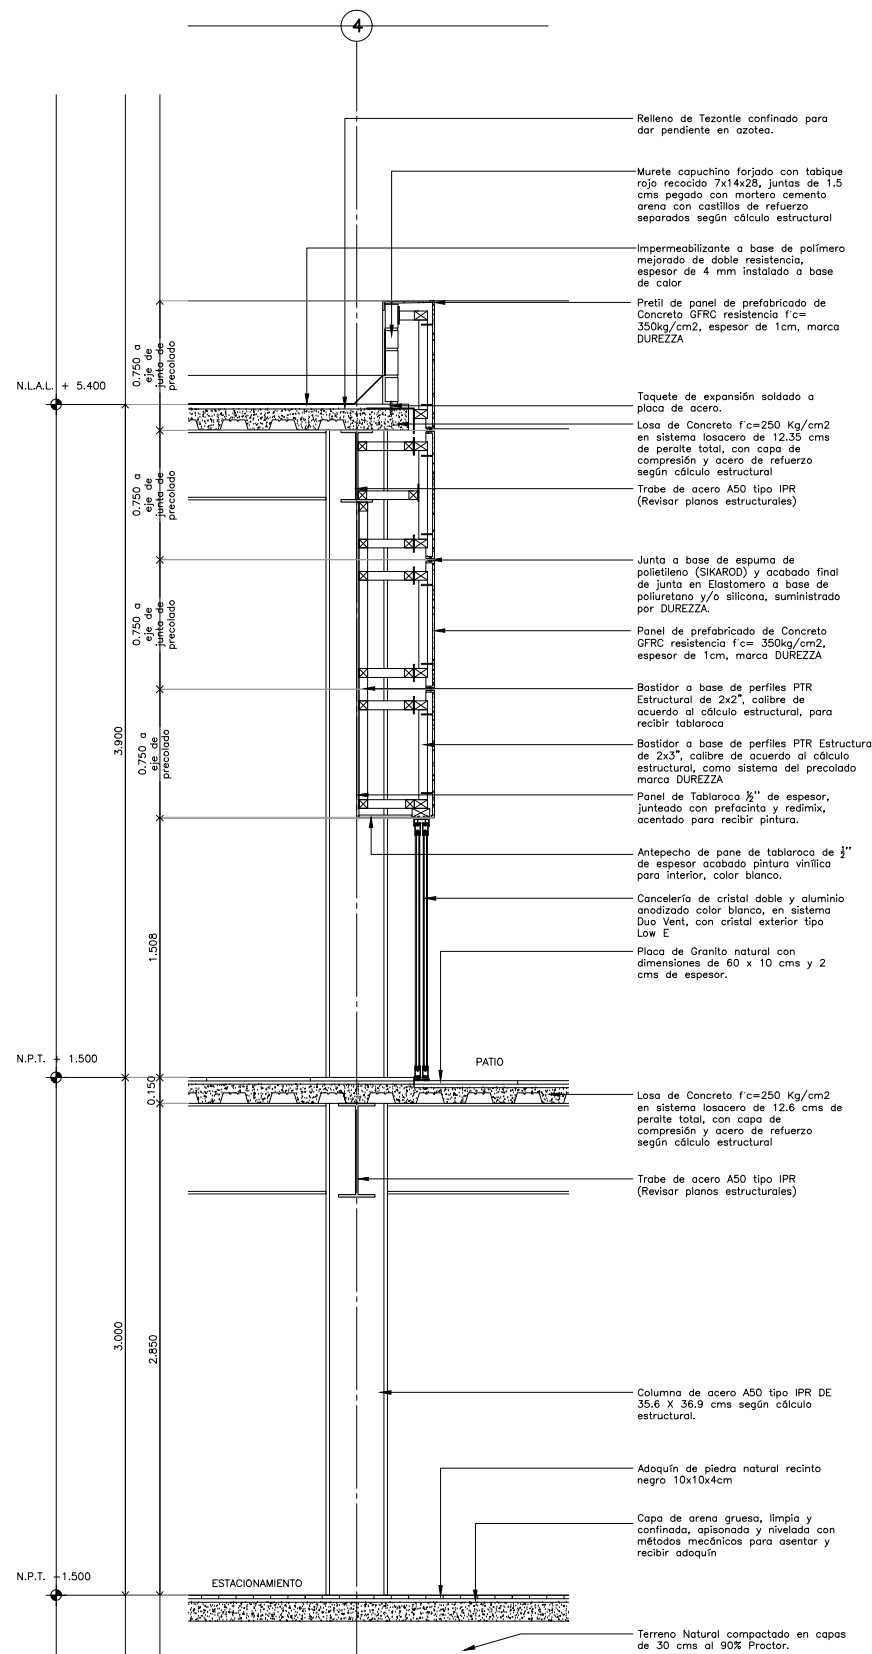 4
Relleno de Tezontle confinado para
dar pendiente en azotea.
Murete capuchino forjado con tabique
rojo recocido 7x14x28, juntas de 1.5
cms pegado con mortero cemento
arena con castillos de refuerzo
separados según cálculo estructural
Impermeabilizante a base de polímero
mejorado de doble resistencia,
espesor de 4 mm instalado a base
de calor
Pretil de panel de prefabricado de
Concreto GFRC resistencia f'c=
350kg/cm2, espesor de 1cm, marca
DUREZZA
0.750 a
eje de
junta de
precolado
N.L.A.L. + 5.400
Taquete de expansión soldado a
placa de acero.
Losa de Concreto f'c=250 Kg/cm2
en sistema losacero de 12.35 cms
de peralte total, con capa de
compresión y acero de refuerzo
según cálculo estructural
Trabe de acero A50 tipo IPR
(Revisar planos estructurales)
0.750 a
eje de
junta de
precolado
Junta a base de espuma de
polietileno (SIKAROD) y acabado final
de junta en Elastomero a base de
poliuretano y/o silicona, suministrado
por DUREZZA.
0.750 a
eje de
junta de
precolado
Panel de prefabricado de Concreto
GFRC resistencia f'c= 350kg/cm2,
espesor de 1cm, marca DUREZZA
Bastidor a base de perfiles PTR
Estructural de 2x2", calibre de
acuerdo al cálculo estructural, para
recibir tablaroca
3.900
0.750 a
eje de
precolado
Bastidor a base de perfiles PTR Estructura
de 2x3", calibre de acuerdo al cálculo
estructural, como sistema del precolado
marca DUREZZA
Panel de Tablaroca ½" de espesor,
junteado con prefacinta y redimix,
acentado para recibir pintura.
Antepecho de pane de tablaroca de ½"
de espesor acabado pintura vinílica
para interior, color blanco.
Cancelería de cristal doble y aluminio
anodizado color blanco, en sistema
Duo Vent, con cristal exterior tipo
Low E
1.508
Placa de Granito natural con
dimensiones de 60 x 10 cms y 2
cms de espesor.
N.P.T. + 1.500
PATIO
0.150
Losa de Concreto f'c=250 Kg/cm2
en sistema losacero de 12.6 cms de
peralte total, con capa de
compresión y acero de refuerzo
según cálculo estructural
Trabe de acero A50 tipo IPR
(Revisar planos estructurales)
3.000
2.850
Columna de acero A50 tipo IPR DE
35.6 X 36.9 cms según cálculo
estructural.
Adoquín de piedra natural recinto
negro 10x10x4cm
Capa de arena gruesa, limpia y
confinada, apisonada y nivelada con
métodos mecánicos para asentar y
recibir adoquín
N.P.T. -1.500
ESTACIONAMIENTO
Terreno Natural compactado en capas
de 30 cms al 90% Proctor.